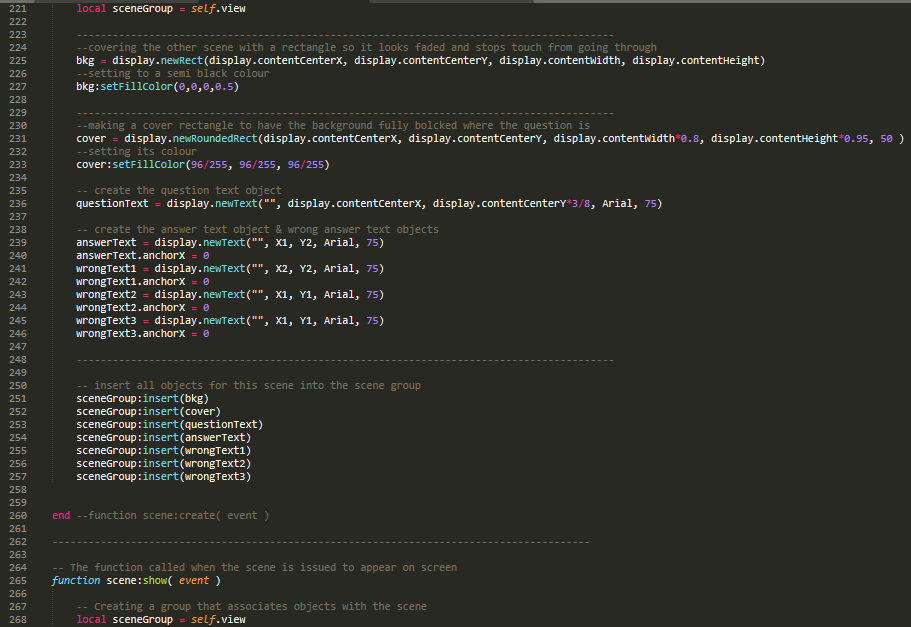 221 local sceneGroup = self.view
222
223 -----------------------------------------------------------------------------------------
224 --covering the other scene with a rectangle so it looks faded and stops touch from going through
225 bkg = display.newRect(display.contentCenterX, display.contentCenterY, display.contentWidth, display.contentHeight)
226 --setting to a semi black colour
227 bkg:setFillColor(0,0,0,0.5)
228
229 -----------------------------------------------------------------------------------------
230 --making a cover rectangle to have the background fully bolcked where the question is
231 cover = display.newRoundedRect(display.contentCenterX, display.contentCenterY, display.contentWidth*0.8, display.contentHeight*0.95, 50 )
232 --setting its colour
233 cover:setFillColor(96/255, 96/255, 96/255)
234
235 -- create the question text object
236 questionText = display.newText("", display.contentCenterX, display.contentCenterY*3/8, Arial, 75)
237
238 -- create the answer text object & wrong answer text objects
239 answerText = display.newText("", X1, Y2, Arial, 75)
240 answerText.anchorX = 0
241 wrongText1 = display.newText("", X2, Y2, Arial, 75)
242 wrongText1.anchorX = 0
243 wrongText2 = display.newText("", X1, Y1, Arial, 75)
244 wrongText2.anchorX = 0
245 wrongText3 = display.newText("", X1, Y1, Arial, 75)
246 wrongText3.anchorX = 0
247
248 -----------------------------------------------------------------------------------------
249
250 -- insert all objects for this scene into the scene group
251 sceneGroup:insert(bkg)
252 sceneGroup:insert(cover)
253 sceneGroup:insert(questionText)
254 sceneGroup:insert(answerText)
255 sceneGroup:insert(wrongText1)
256 sceneGroup:insert(wrongText2)
257 sceneGroup:insert(wrongText3)
258
259
260 end --function scene:create( event )
261
262 -----------------------------------------------------------------------------------------
263
264 -- The function called when the scene is issued to appear on screen
265 function scene:show( event )
266
267 -- Creating a group that associates objects with the scene
268 local sceneGroup = self.view